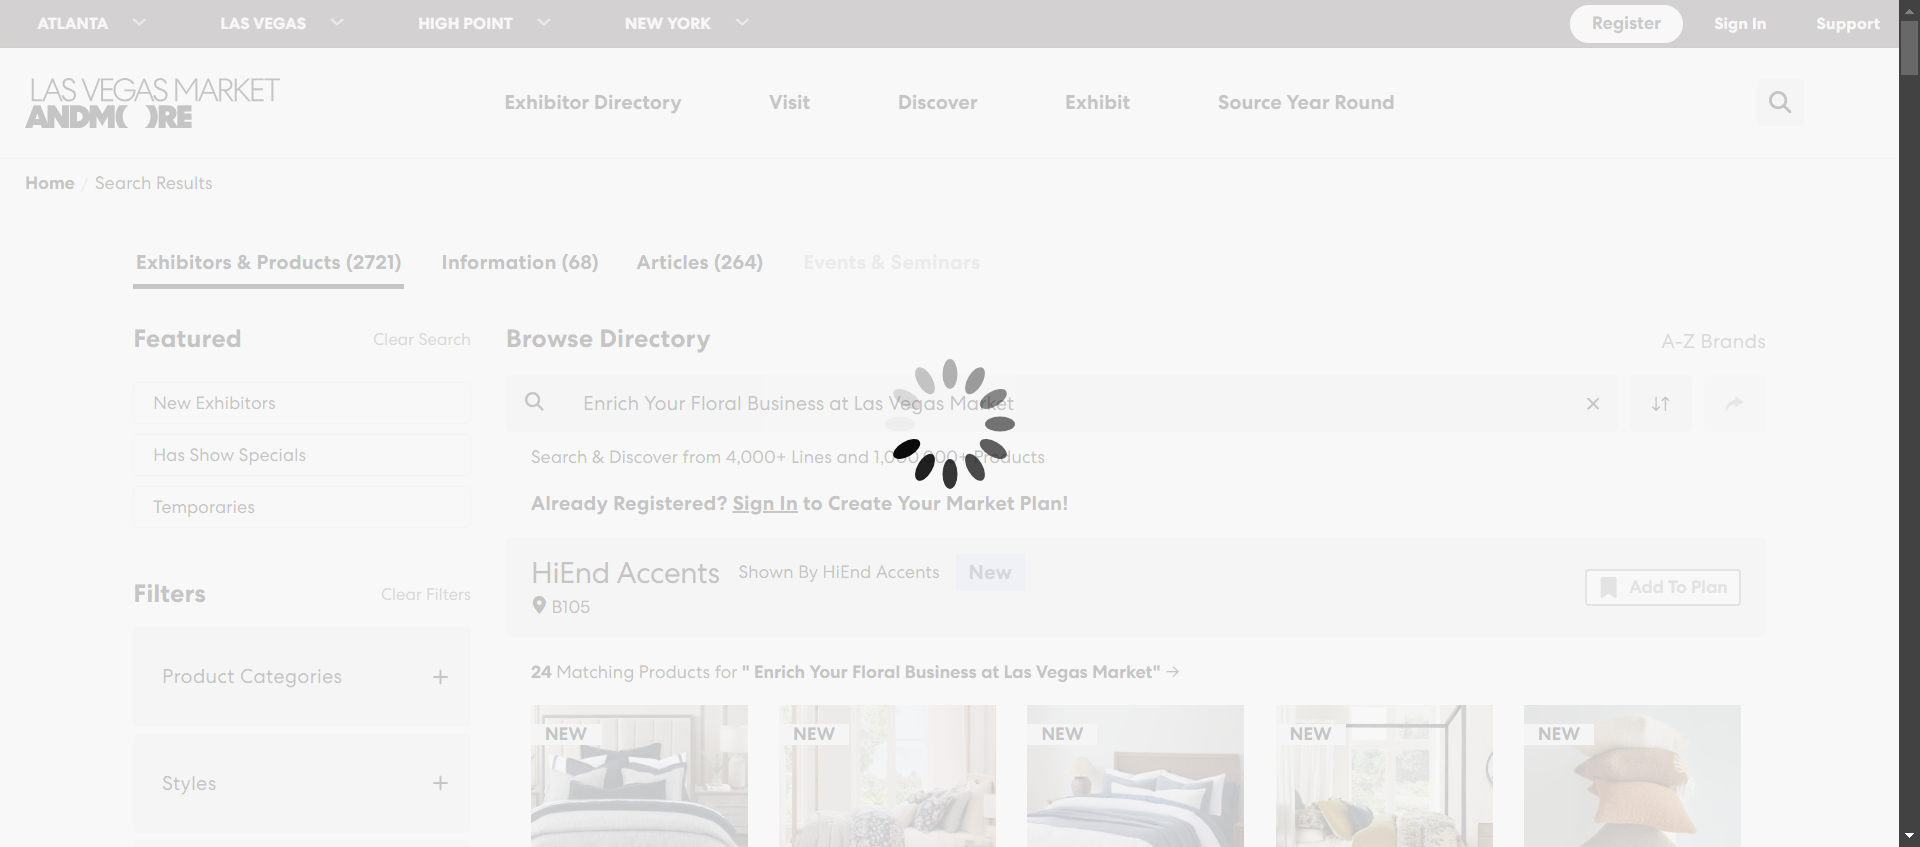 ATLANTA
LAS VEGAS
HIGH POINT
NEW YORK
Register
Sign In
Support
LAS VEGAS MARKET
ANDMORE
Exhibitor Directory
Visit
Discover
Exhibit
Source Year Round
Home / Search Results
Exhibitors & Products (2721)
Information (68)
Articles (264)
Events & Seminars
Featured
Clear Search
New Exhibitors
Has Show Specials
Temporaries
Filters
Clear Filters
Product Categories
Styles
Browse Directory
A-Z Brands
Enrich Your Floral Business at Las Vegas Market
Search & Discover from 4,000+ Lines and 1,000,000+ Products
Already Registered? Sign In to Create Your Market Plan!
HiEnd Accents
Shown By HiEnd Accents
New
B105
Add To Plan
24 Matching Products for " Enrich Your Floral Business at Las Vegas Market" →
NEW
NEW
NEW
NEW
NEW